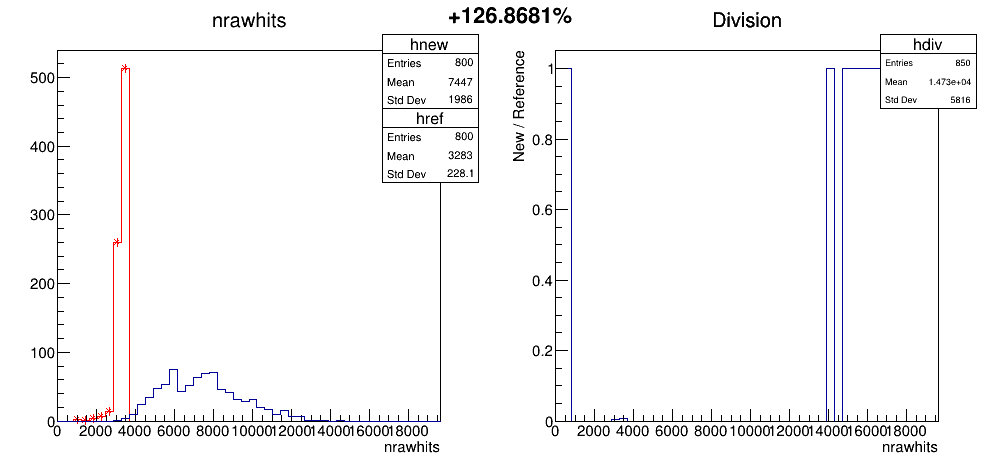 +126.8681%
nrawhits
hnew
Entries 800
Mean 7447
Std Dev 1986
href
Entries 800
Mean 3283
Std Dev 228.1
500
400
300
200
100
0
0 2000 4000 6000 8000 10000 12000 14000 16000 18000
nrawhits
Division
hdiv
Entries 850
Mean 1.473e+04
Std Dev 5816
New / Reference
1
0.8
0.6
0.4
0.2
0
0 2000 4000 6000 8000 10000 12000 14000 16000 18000
nrawhits